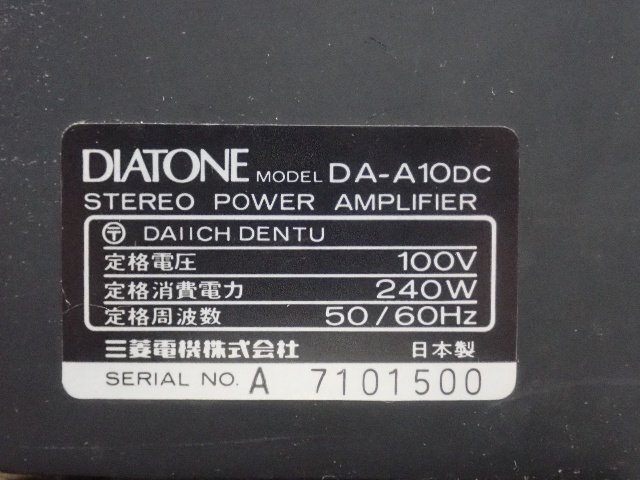 DIATONE MODEL DA-A10DC
STEREO POWER AMPLIFIER
〒 DAIICH DENTU
定格電圧 100V
定格消費電力 240W
定格周波数 50/60Hz
三菱電機株式会社 日本製
SERIAL NO. A 7101500